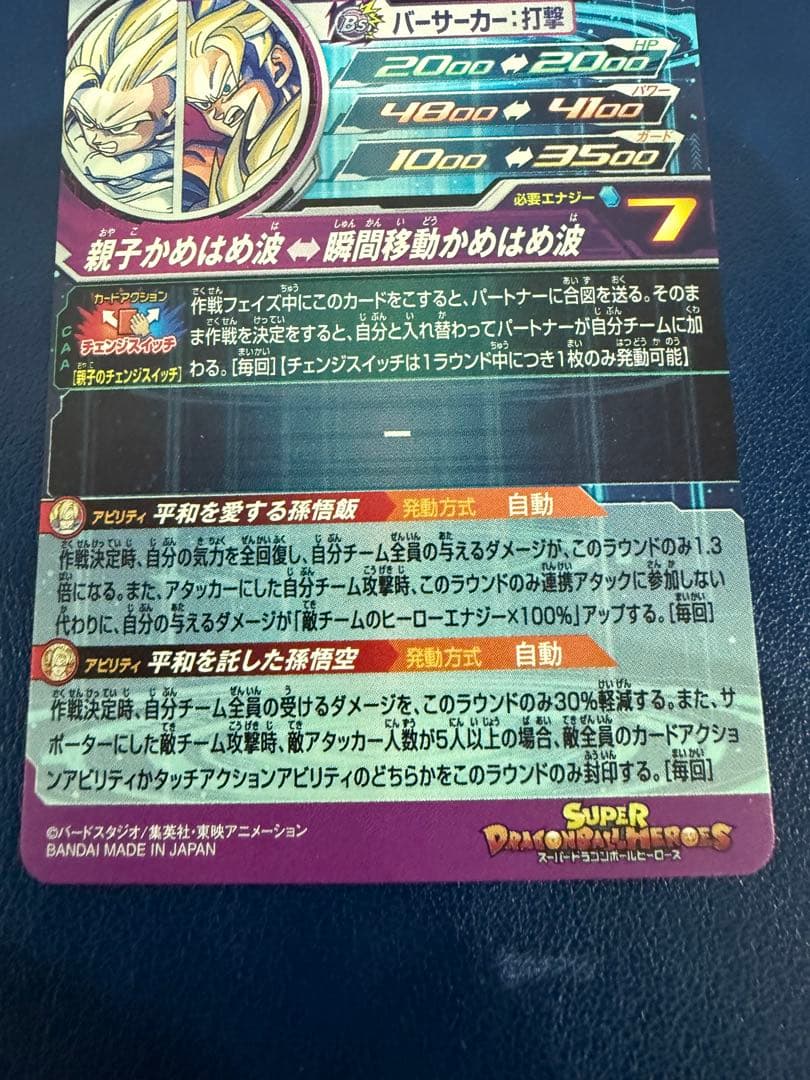 BS バーサーカー:打撃
HP
2000⇔2000
パワー
4800⇔4100
ガード
1000⇔3500
必要エナジー 7
親子かめはめ波⇔瞬間移動かめはめ波
おやこ は しゅんかんいどう は
CAA
カードアクション
チェンジスイッチ
[親子のチェンジスイッチ]
作戦フェイズ中にこのカードをこすると、パートナーに合図を送る。そのま
ま作戦を決定をすると、自分と入れ替わってパートナーが自分チームに加
わる。[毎回]【チェンジスイッチは1ラウンド中につき1枚のみ発動可能】
ー
アビリティ 平和を愛する孫悟飯 発動方式 自動
作戦決定時、自分の気力を全回復し、自分チーム全員の与えるダメージが、このラウンドのみ1.3
倍になる。また、アタッカーにした自分チーム攻撃時、このラウンドのみ連携アタックに参加しない
代わりに、自分の与えるダメージが「敵チームのヒーローエナジー×100%」アップする。[毎回]
アビリティ 平和を託した孫悟空 発動方式 自動
作戦決定時、自分チーム全員の受けるダメージを、このラウンドのみ30%軽減する。また、サ
ポーターにした敵チーム攻撃時、敵アタッカー人数が5人以上の場合、敵全員のカードアクショ
ンアビリティかタッチアクションアビリティのどちらかをこのラウンドのみ封印する。[毎回]
©バードスタジオ/集英社・東映アニメーション
BANDAI MADE IN JAPAN
SUPER
DRAGONBALL HEROES
スーパードラゴンボールヒーローズ